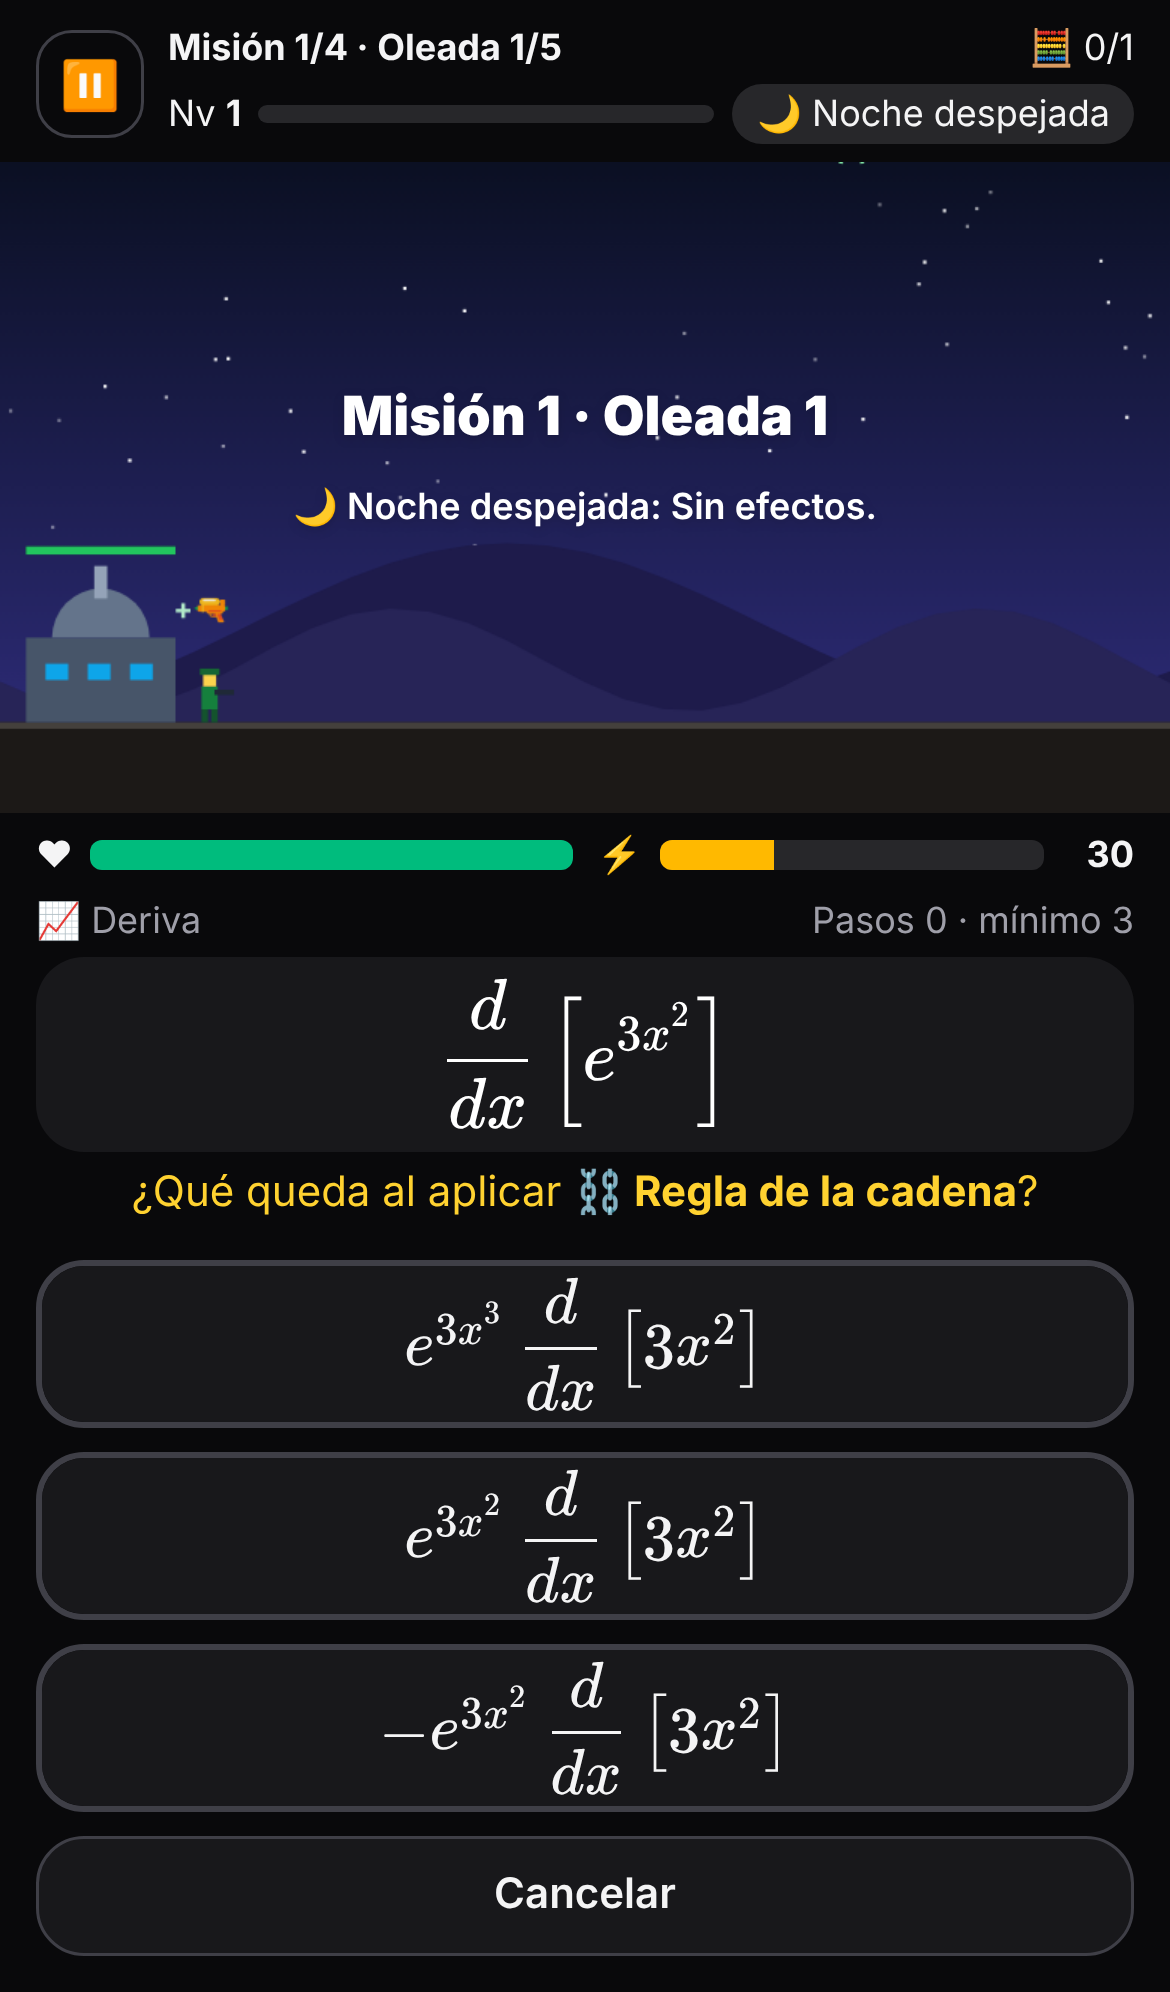 Misión 1/4 · Oleada 1/5
🧮 0/1
Nv 1
🌙 Noche despejada
Misión 1 · Oleada 1
🌙 Noche despejada: Sin efectos.
+🔫
♥ ⚡ 30
📈 Deriva
Pasos 0 · mínimo 3
d/dx [e^{3x^2}]
¿Qué queda al aplicar ⛓️ Regla de la cadena?
e^{3x^3} d/dx [3x^2]
e^{3x^2} d/dx [3x^2]
−e^{3x^2} d/dx [3x^2]
Cancelar